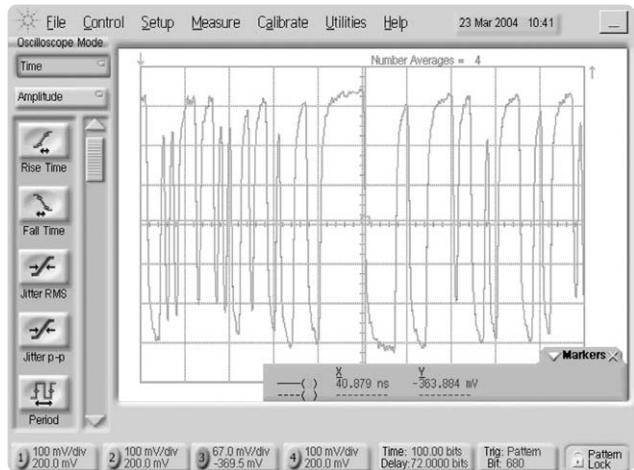 File Control Setup Measure Calibrate Utilities Help 23 Mar 2004 10:41
Oscilloscope Mode
Time
Amplitude
Number Averages = 4
Rise Time
Fall Time
Jitter RMS
Jitter p-p
Period
Markers
X Y
40.879 ns -363.884 mV
1) 100 mV/div 200.0 mV
2) 100 mV/div 200.0 mV
3) 67.0 mV/div -369.5 mV
4) 100 mV/div 200.0 mV
Time: 100.00 bits
Delay:72.0000 bits
Trig: Pattern
Bit: 680
Pattern
Lock